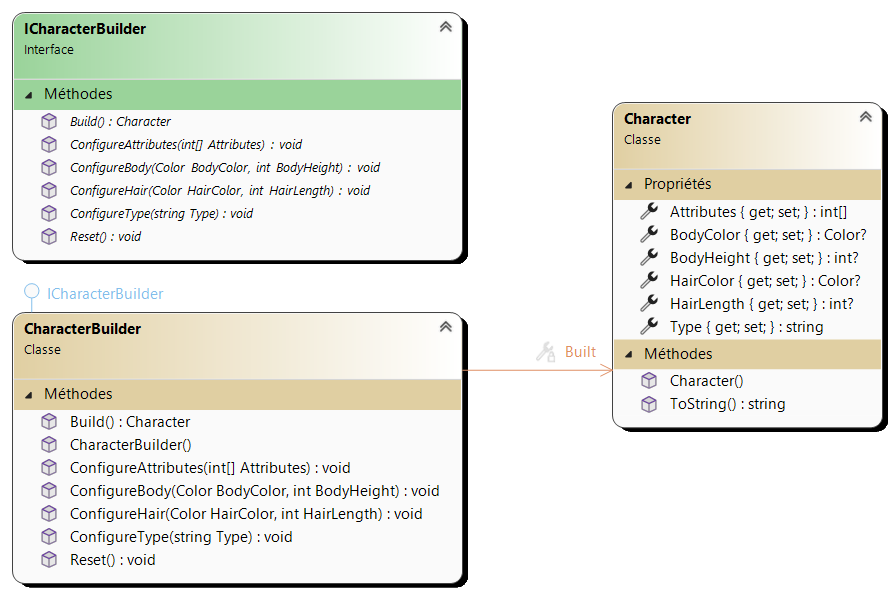 ICharacterBuilder
Interface
Méthodes
Build() : Character
ConfigureAttributes(int[] Attributes) : void
ConfigureBody(Color BodyColor, int BodyHeight) : void
ConfigureHair(Color HairColor, int HairLength) : void
ConfigureType(string Type) : void
Reset() : void
ICharacterBuilder
CharacterBuilder
Classe
Méthodes
Build() : Character
CharacterBuilder()
ConfigureAttributes(int[] Attributes) : void
ConfigureBody(Color BodyColor, int BodyHeight) : void
ConfigureHair(Color HairColor, int HairLength) : void
ConfigureType(string Type) : void
Reset() : void
Built
Character
Classe
Propriétés
Attributes { get; set; } : int[]
BodyColor { get; set; } : Color?
BodyHeight { get; set; } : int?
HairColor { get; set; } : Color?
HairLength { get; set; } : int?
Type { get; set; } : string
Méthodes
Character()
ToString() : string